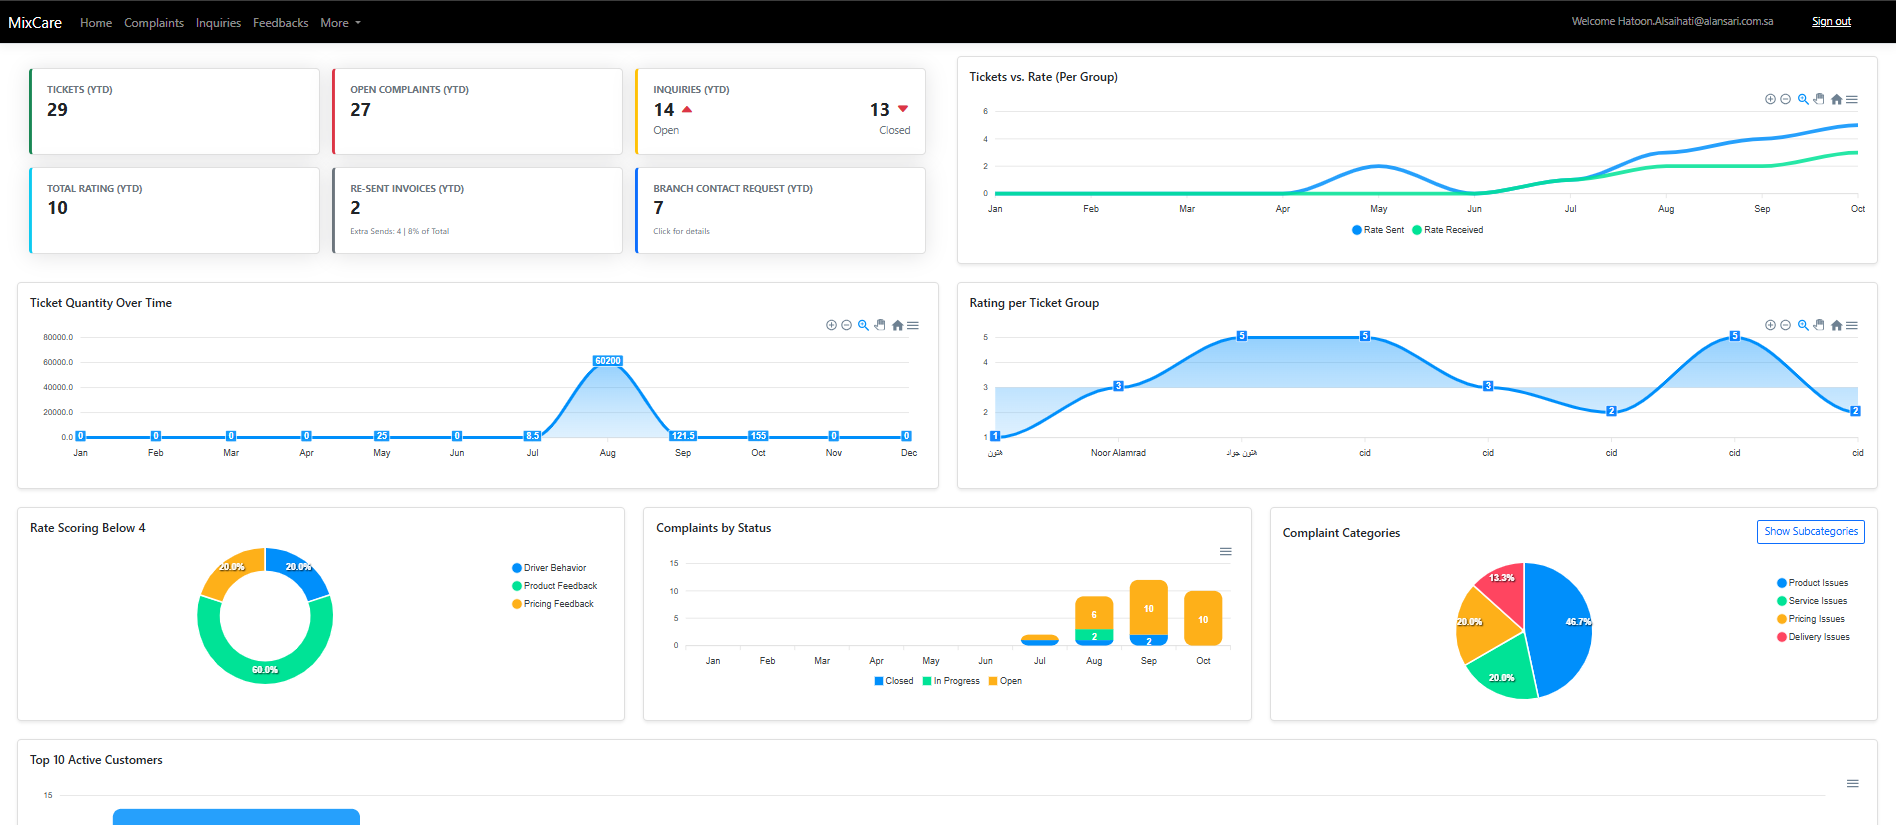 MixCare Home Complaints Inquiries Feedbacks More Welcome Hatoon.Alsaihati@alansari.com.sa Sign out
TICKETS (YTD)
29
OPEN COMPLAINTS (YTD)
27
INQUIRIES (YTD)
14 13
Open Closed
TOTAL RATING (YTD)
10
RE-SENT INVOICES (YTD)
2
Extra Sends: 4 | 8% of Total
BRANCH CONTACT REQUEST (YTD)
7
Click for details
Tickets vs. Rate (Per Group)
6
4
2
0
Jan Feb Mar Apr May Jun Jul Aug Sep Oct
Rate Sent Rate Received
Ticket Quantity Over Time
80000.0
60000.0
40000.0
20000.0
0.0
0 0 0 0 25 0 8.5 60200 121.5 155 0 0
Jan Feb Mar Apr May Jun Jul Aug Sep Oct Nov Dec
Rating per Ticket Group
5
4
3
2
1
1 3 5 5 3 2 5 2
هتون Noor Alamrad هتون جواد cid cid cid cid cid
Rate Scoring Below 4
20.0% 20.0%
60.0%
Driver Behavior
Product Feedback
Pricing Feedback
Complaints by Status
15
10
5
0
6 10 10
2 2
Jan Feb Mar Apr May Jun Jul Aug Sep Oct
Closed In Progress Open
Complaint Categories
Show Subcategories
13.3%
20.0% 46.7%
20.0%
Product Issues
Service Issues
Pricing Issues
Delivery Issues
Top 10 Active Customers
15